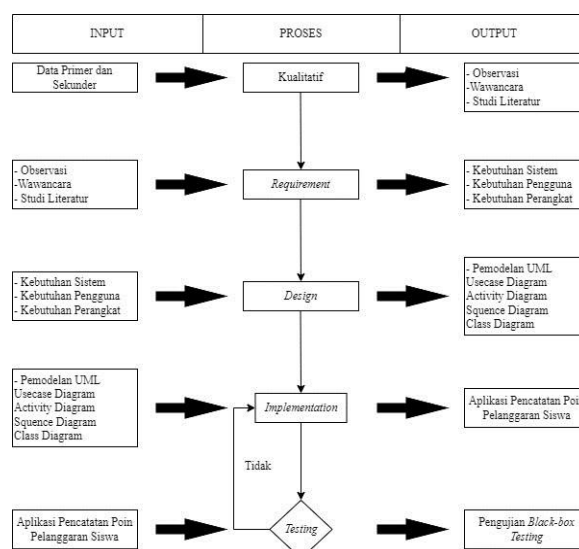 INPUT
PROSES
OUTPUT
Data Primer dan
Sekunder
Kualitatif
- Observasi
-Wawancara
- Studi Literatur
- Observasi
-Wawancara
- Studi Literatur
Requirement
- Kebutuhan Sistem
- Kebutuhan Pengguna
- Kebutuhan Perangkat
- Kebutuhan Sistem
- Kebutuhan Pengguna
- Kebutuhan Perangkat
Design
- Pemodelan UML
Usecase Diagram
Activity Diagram
Squence Diagram
Class Diagram
- Pemodelan UML
Usecase Diagram
Activity Diagram
Squence Diagram
Class Diagram
Implementation
Aplikasi Pencatatan Poin
Pelanggaran Siswa
Tidak
Aplikasi Pencatatan Poin
Pelanggaran Siswa
Testing
Pengujian Black-box
Testing